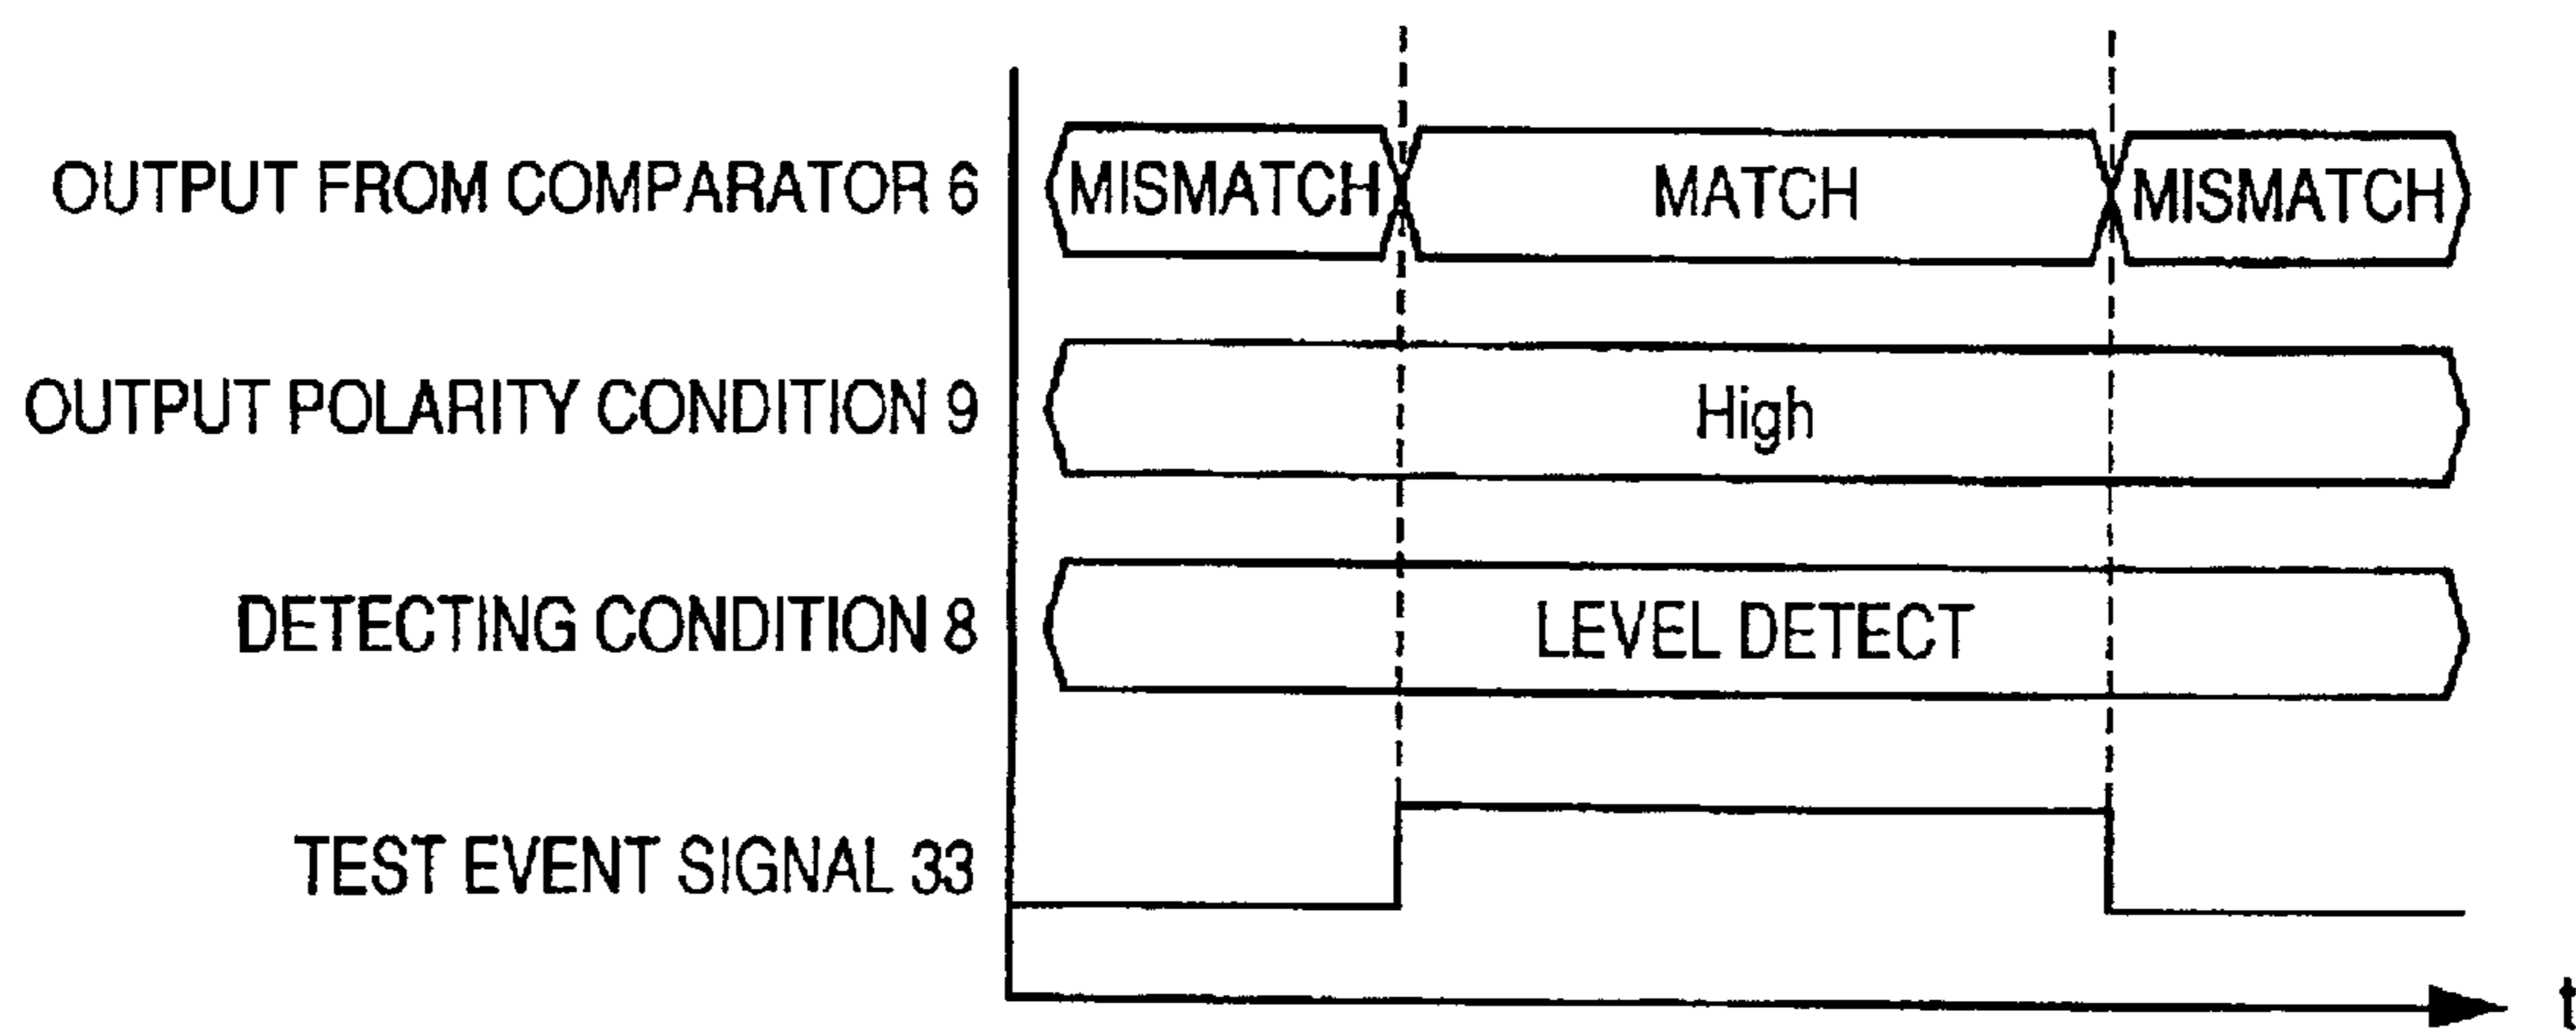 OUTPUT FROM COMPARATOR 6 MISMATCH MATCH MISMATCH
OUTPUT POLARITY CONDITION 9 High
DETECTING CONDITION 8 LEVEL DETECT
TEST EVENT SIGNAL 33
t